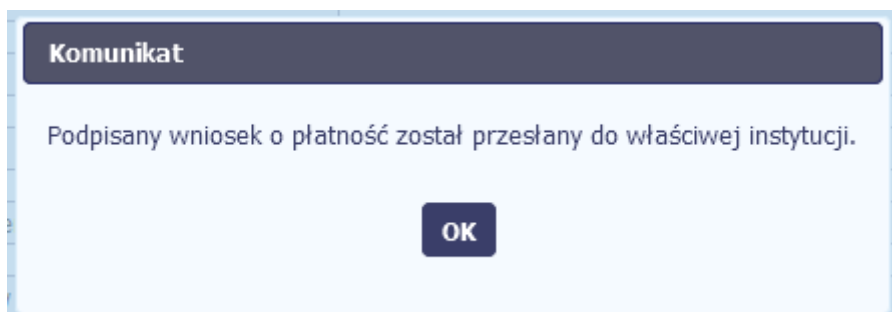 Komunikat
Podpisany wniosek o płatność został przesłany do właściwej instytucji.
OK